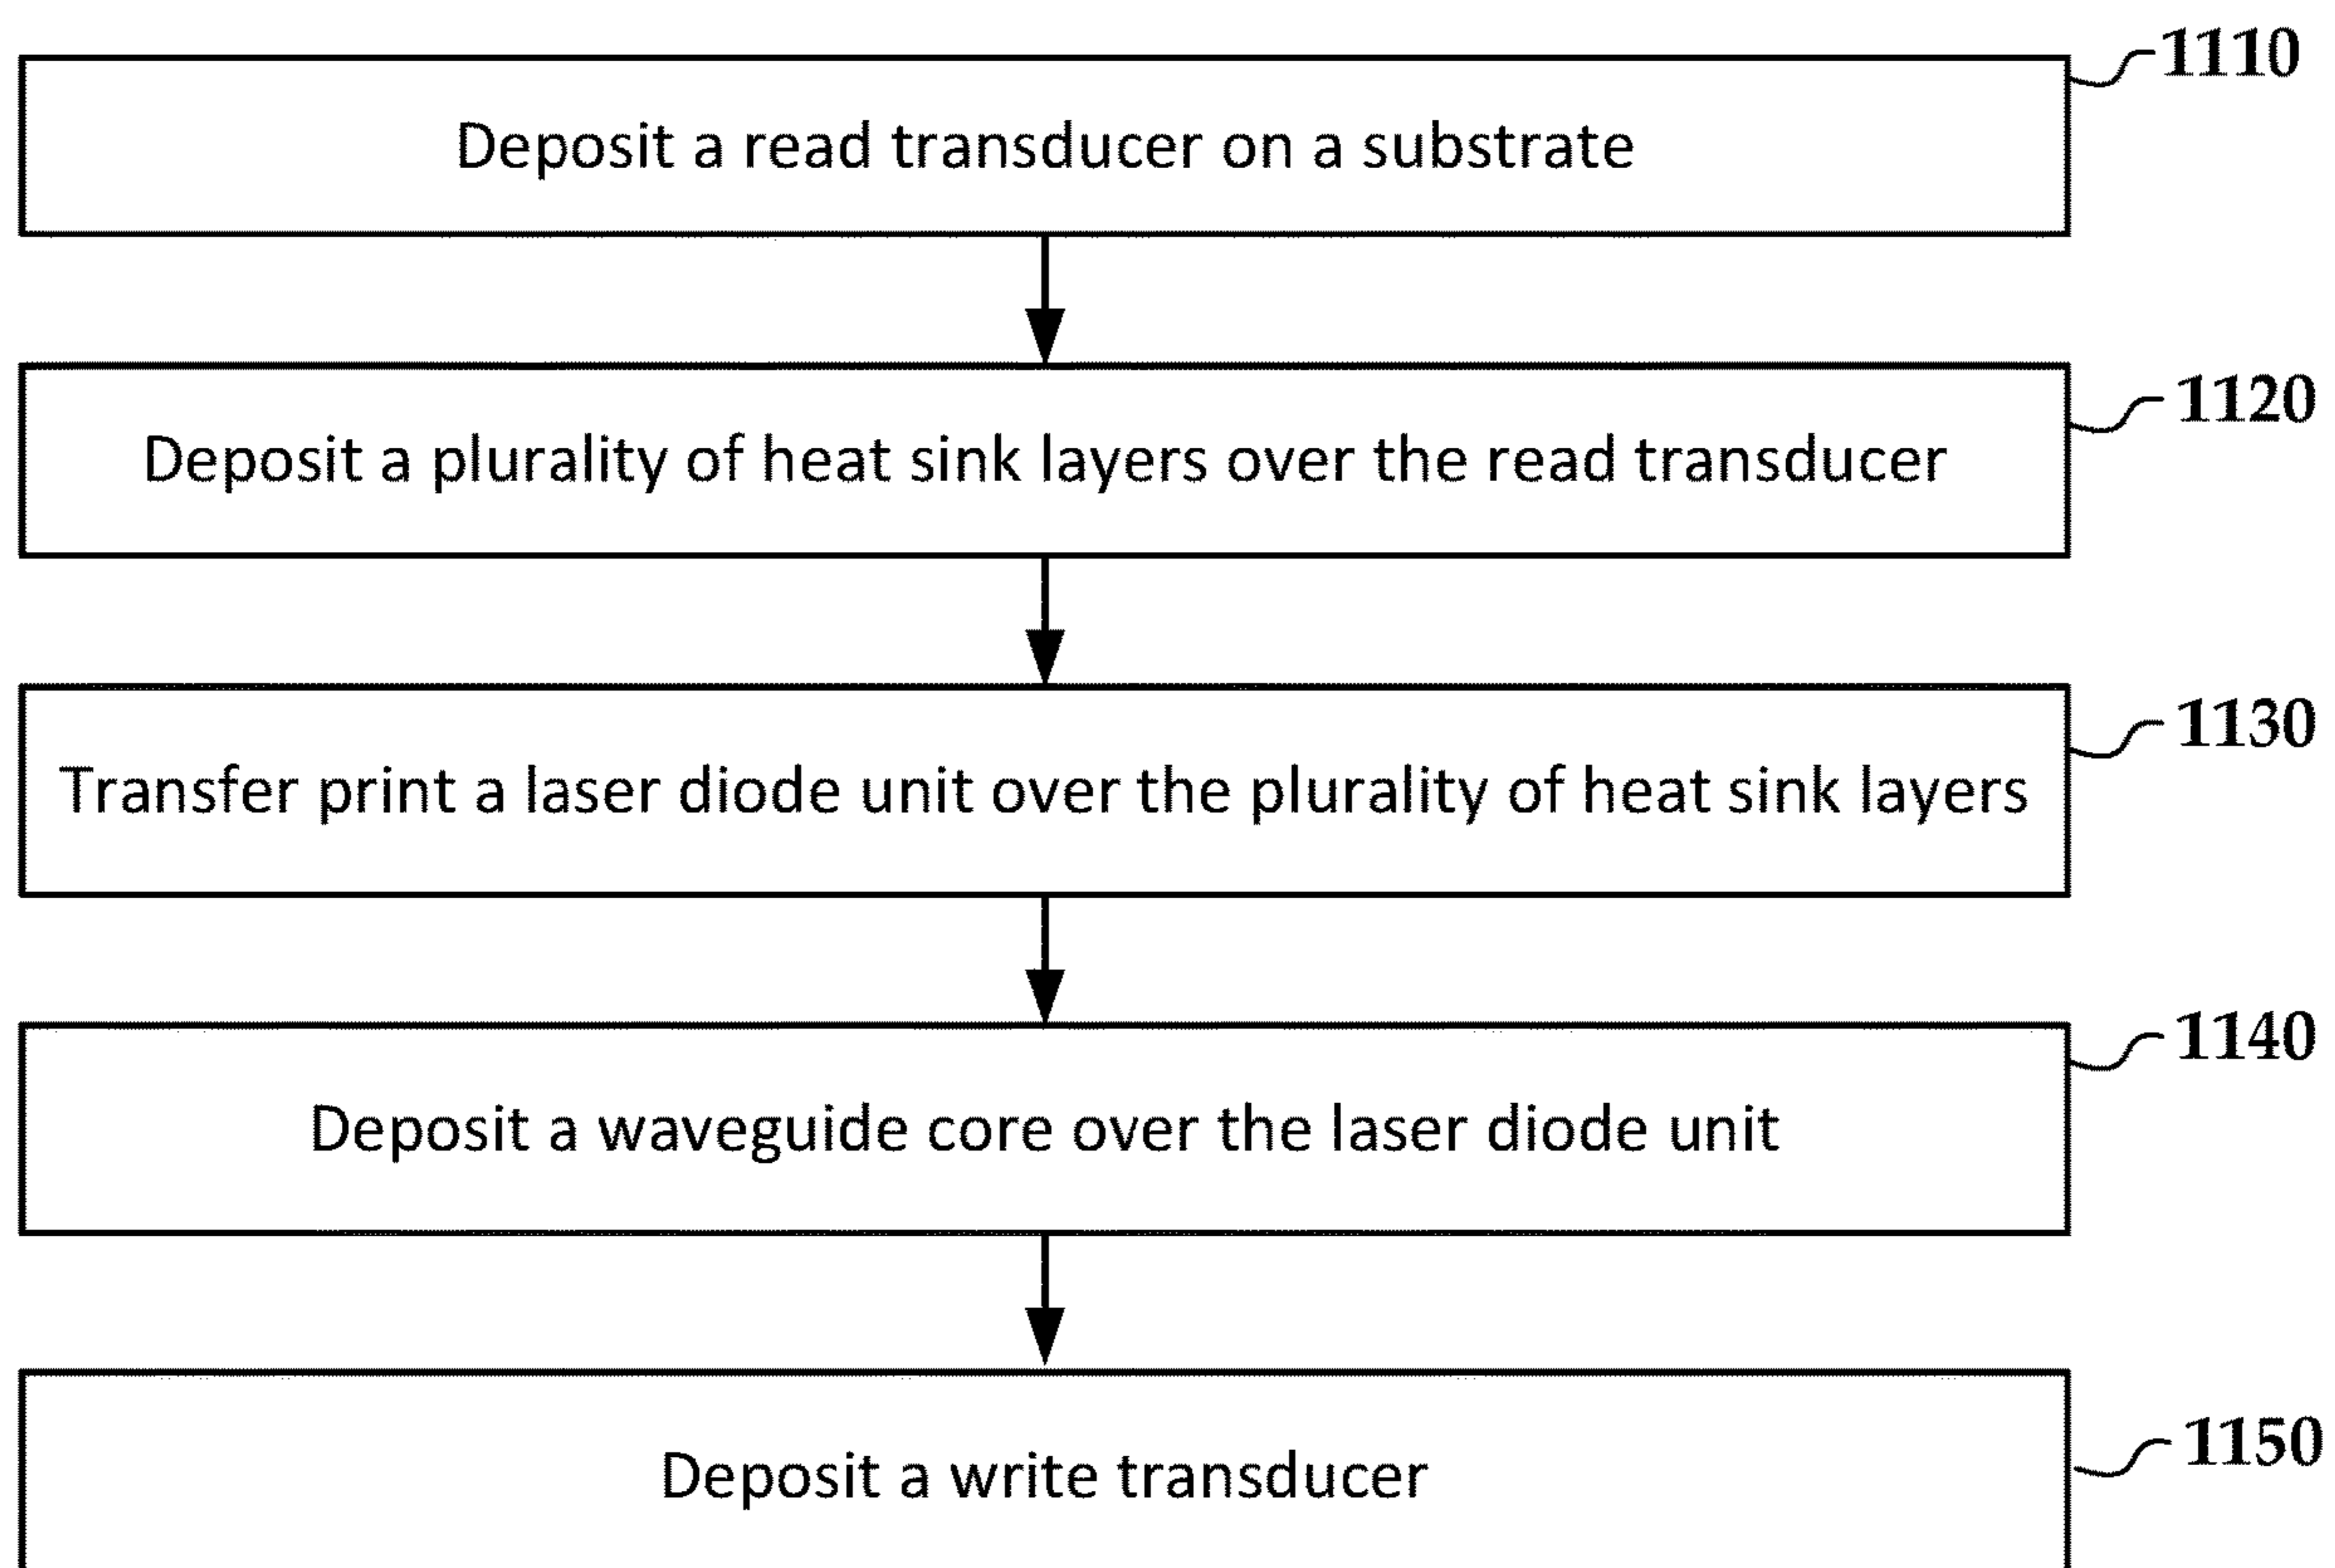 1110
Deposit a read transducer on a substrate
1120
Deposit a plurality of heat sink layers over the read transducer
1130
Transfer print a laser diode unit over the plurality of heat sink layers
1140
Deposit a waveguide core over the laser diode unit
1150
Deposit a write transducer